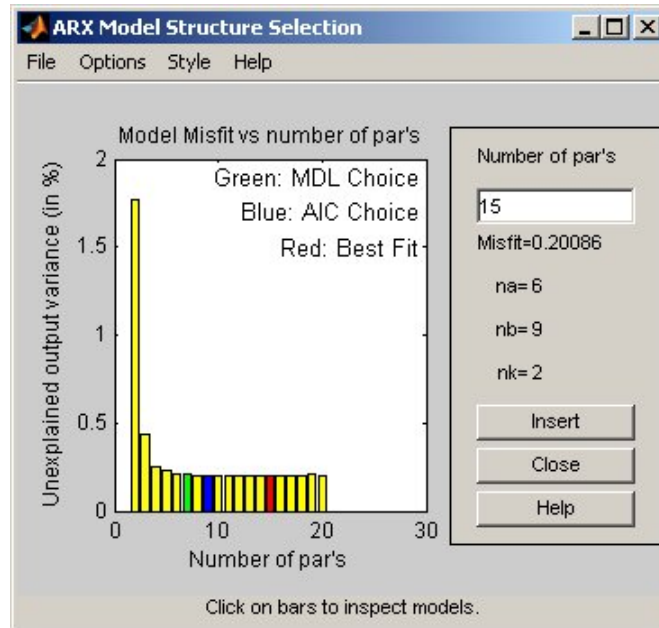 ARX Model Structure Selection
File Options Style Help
Model Misfit vs number of par's
Unexplained output variance (in %)
2
1.5
1
0.5
0
Green: MDL Choice
Blue: AIC Choice
Red: Best Fit
0 10 20 30
Number of par's
Number of par's
15
Misfit=0.20086
na= 6
nb= 9
nk= 2
Insert
Close
Help
Click on bars to inspect models.